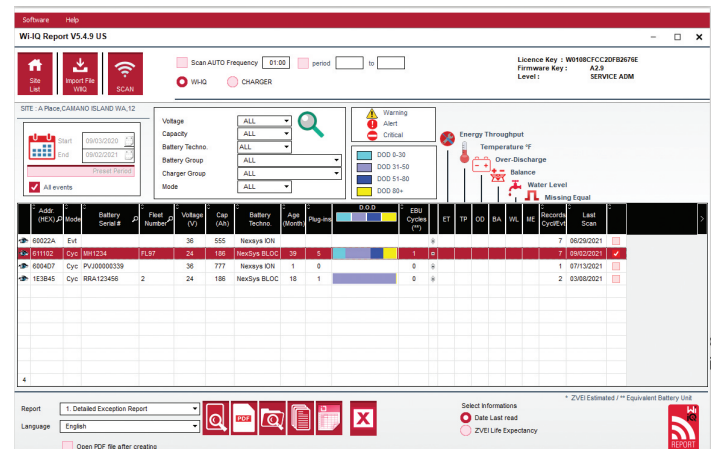 Software Help
Wi-IQ Report V5.4.9 US
Site List
Import File WIIQ
SCAN
Scan AUTO Frequency 01:00 period to
WI-IQ CHARGER
Licence Key : W0108CFCC2DFB2676E
Firmware Key : A2.9
Level : SERVICE ADM
SITE : A Place,CAMANO ISLAND WA,12
Start 09/03/2020
End 09/02/2021
Preset Period
All events
Voltage ALL
Capacity ALL
Battery Techno. ALL
Battery Group
Charger Group
Mode ALL
Warning
Alert
Critical
DOD 0-30
DOD 31-50
DOD 51-80
DOD 80+
Energy Throughput
Temperature °F
Over-Discharge
Balance
Water Level
Missing Equal
Addr. (HEX) Mode Battery Serial # Fleet Number Voltage (V) Cap (Ah) Battery Techno. Age (Month) Plug-ins D.O.D EBU Cycles (**) ET TP OD BA WL ME Records Cycl/Evt Last Scan
60022A Evt 36 555 Nexsys ION 7 06/29/2021
611102 Cyc MH1234 FL97 24 186 NexSys BLOC 39 5 1 7 09/02/2021
6004D7 Cyc PVJ00000339 36 777 Nexsys ION 1 0 0 1 07/13/2021
1E3B45 Cyc RRA123456 2 24 186 NexSys BLOC 18 1 0 2 03/08/2021
4
* ZVEI Estimated / ** Equivalent Battery Unit
Report 1. Detailed Exception Report
Language English
Open PDF file after creating
PDF
Select Informations
Date Last read
ZVEI Life Expectancy
Wi
REPORT